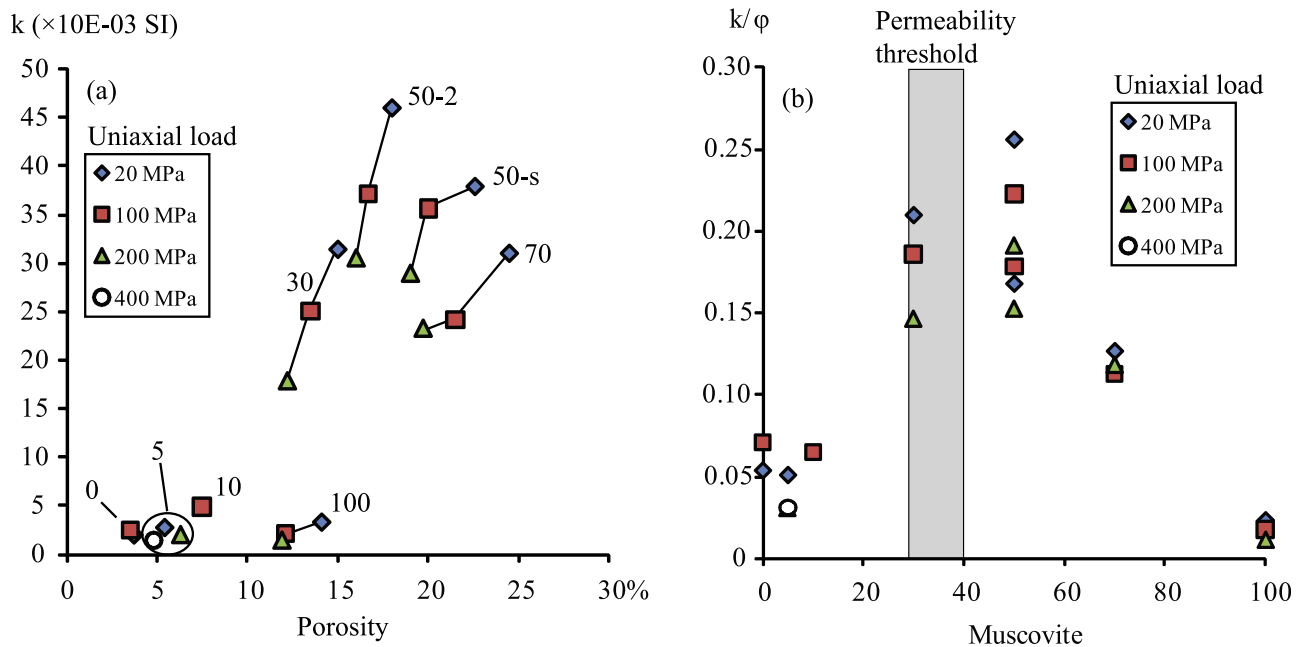 k (×10E-03 SI)
50
45
40
35
30
25
20
15
10
5
0
(a)
Uniaxial load
20 MPa
100 MPa
200 MPa
400 MPa
50-2
50-s
70
30
5
0
10
100
0 5 10 15 20 25 30%
Porosity
k/φ
Permability
threshold
0.30
0.25
0.20
0.15
0.10
0.05
0
(b)
Uniaxial load
20 MPa
100 MPa
200 MPa
400 MPa
0 20 40 60 80 100
Muscovite